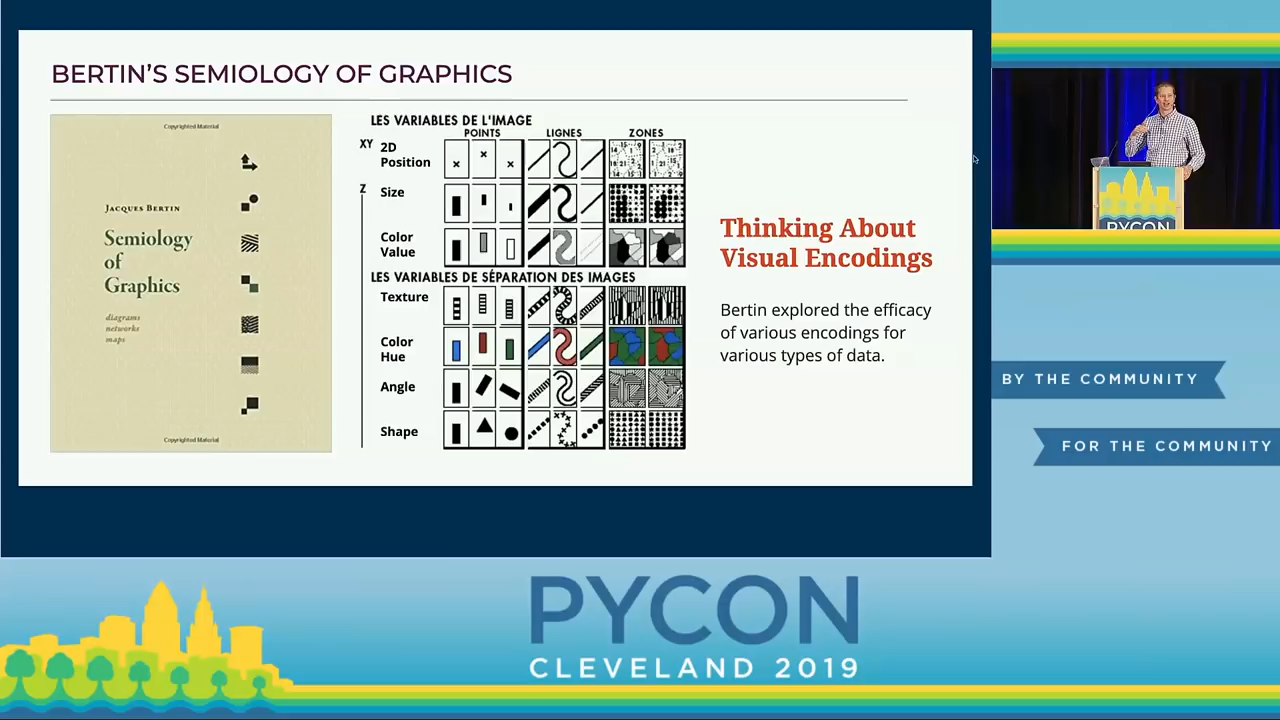 BERTIN'S SEMIOLOGY OF GRAPHICS
Copyrighted Material
JACQUES BERTIN
Semiology
of
Graphics
diagrams
networks
maps
Copyrighted Material
LES VARIABLES DE L'IMAGE
POINTS LIGNES ZONES
XY 2D
Position
Z Size
Color
Value
LES VARIABLES DE SÉPARATION DES IMAGES
Texture
Color
Hue
Angle
Shape
Thinking About
Visual Encodings
Bertin explored the efficacy
of various encodings for
various types of data.
PYCON
BY THE COMMUNITY
FOR THE COMMUNITY
PYCON
CLEVELAND 2019